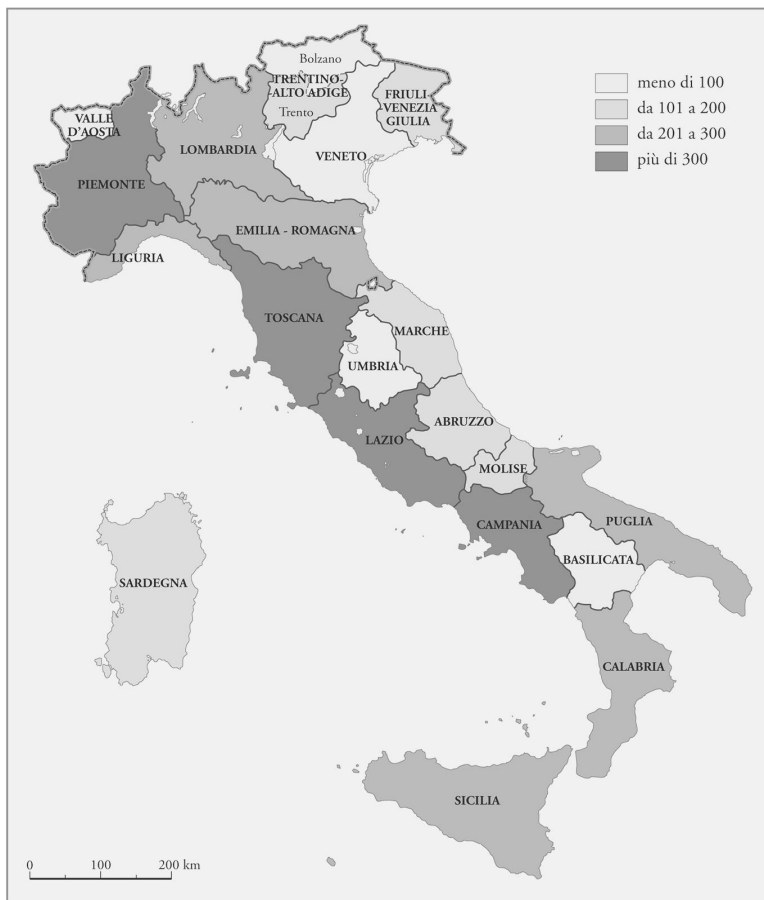 Bolzano
TRENTINO-
-ALTO ADIGE
Trento
FRIULI-
VENEZIA
GIULIA
meno di 100
da 101 a 200
da 201 a 300
più di 300
VALLE
D'AOSTA
LOMBARDIA
VENETO
PIEMONTE
EMILIA - ROMAGNA
LIGURIA
TOSCANA
MARCHE
UMBRIA
ABRUZZO
LAZIO
MOLISE
CAMPANIA
PUGLIA
BASILICATA
SARDEGNA
CALABRIA
SICILIA
0 100 200 km